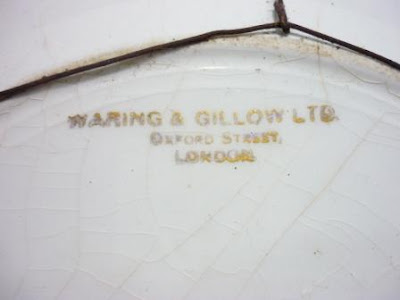 WARING & GILLOW LTD.
OXFORD STREET,
LONDON